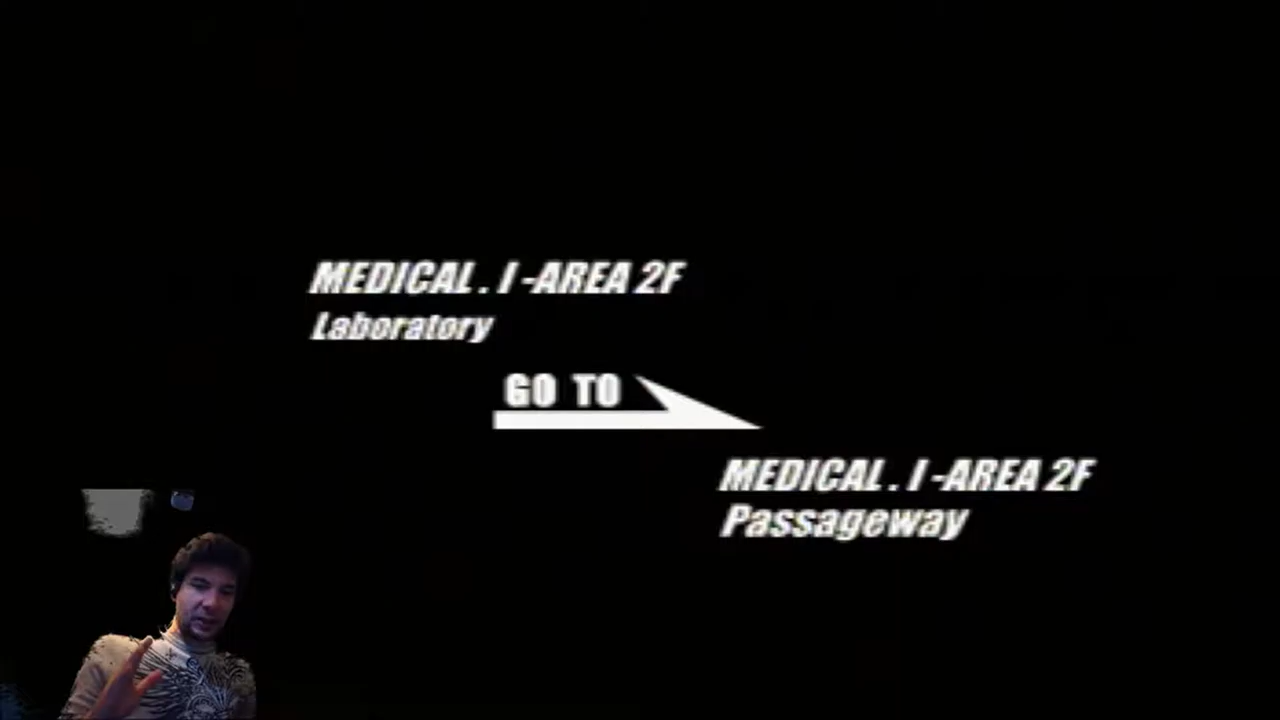 MEDICAL . I -AREA 2F
Laboratory
GO TO
MEDICAL . I -AREA 2F
Passageway